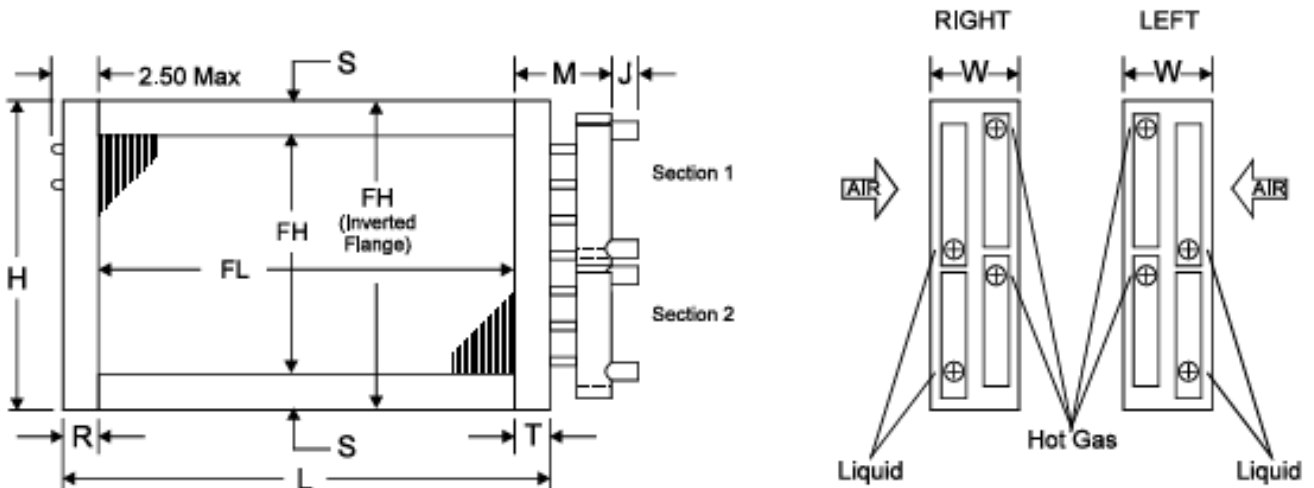 RIGHT
LEFT
2.50 Max
S
M
J
W
W
Section 1
FH
(Inverted
Flange)
FH
AIR
AIR
H
FL
Section 2
R
S
T
L
Hot Gas
Liquid
Liquid